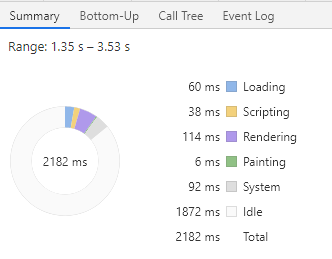 Summary Bottom-Up Call Tree Event Log
Range: 1.35 s – 3.53 s
60 ms Loading
38 ms Scripting
114 ms Rendering
2182 ms
6 ms Painting
92 ms System
1872 ms Idle
2182 ms Total